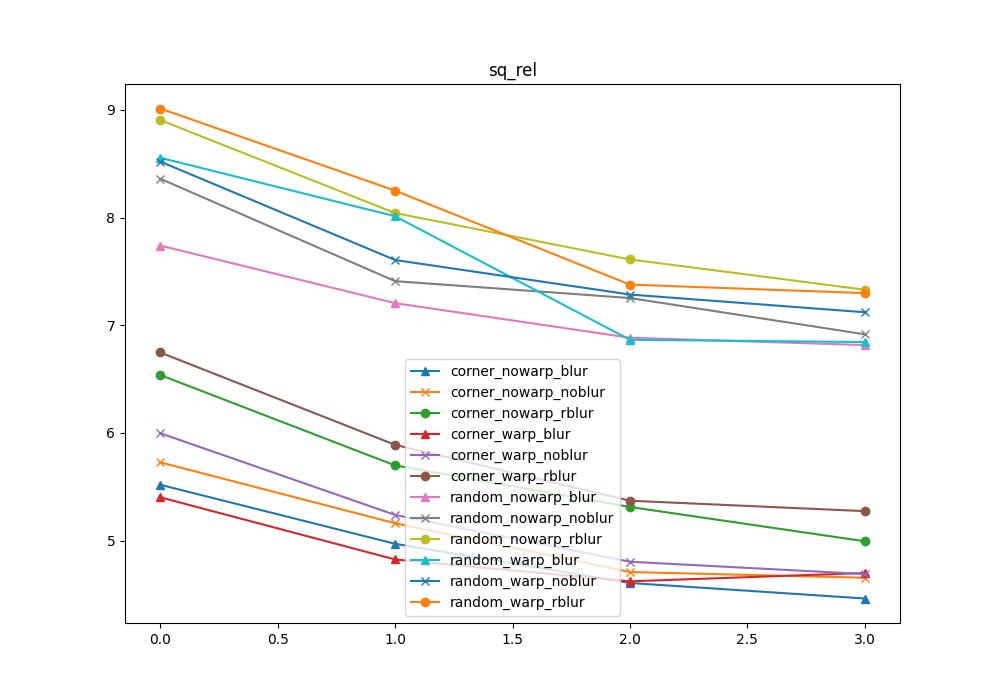 sq_rel
9
8
7
6
5
corner_nowarp_blur
corner_nowarp_noblur
corner_nowarp_rblur
corner_warp_blur
corner_warp_noblur
corner_warp_rblur
random_nowarp_blur
random_nowarp_noblur
random_nowarp_rblur
random_warp_blur
random_warp_noblur
random_warp_rblur
0.0 0.5 1.0 1.5 2.0 2.5 3.0